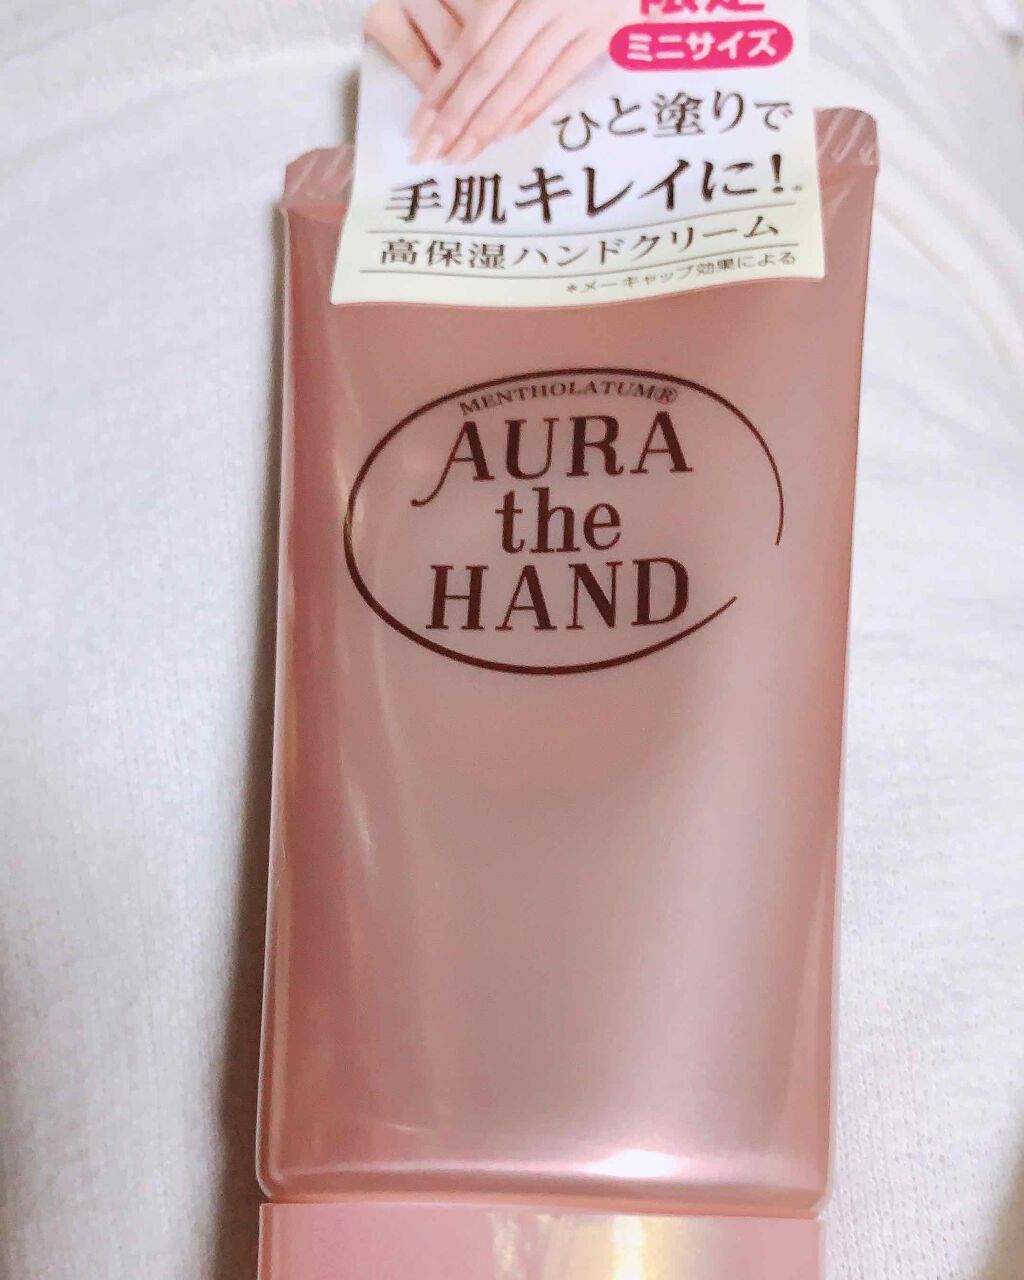 限定
ミニサイズ
ひと塗りで
手肌キレイに!*
高保湿ハンドクリーム
*メーキャップ効果による
MENTHOLATUM®
AURA
the
HAND